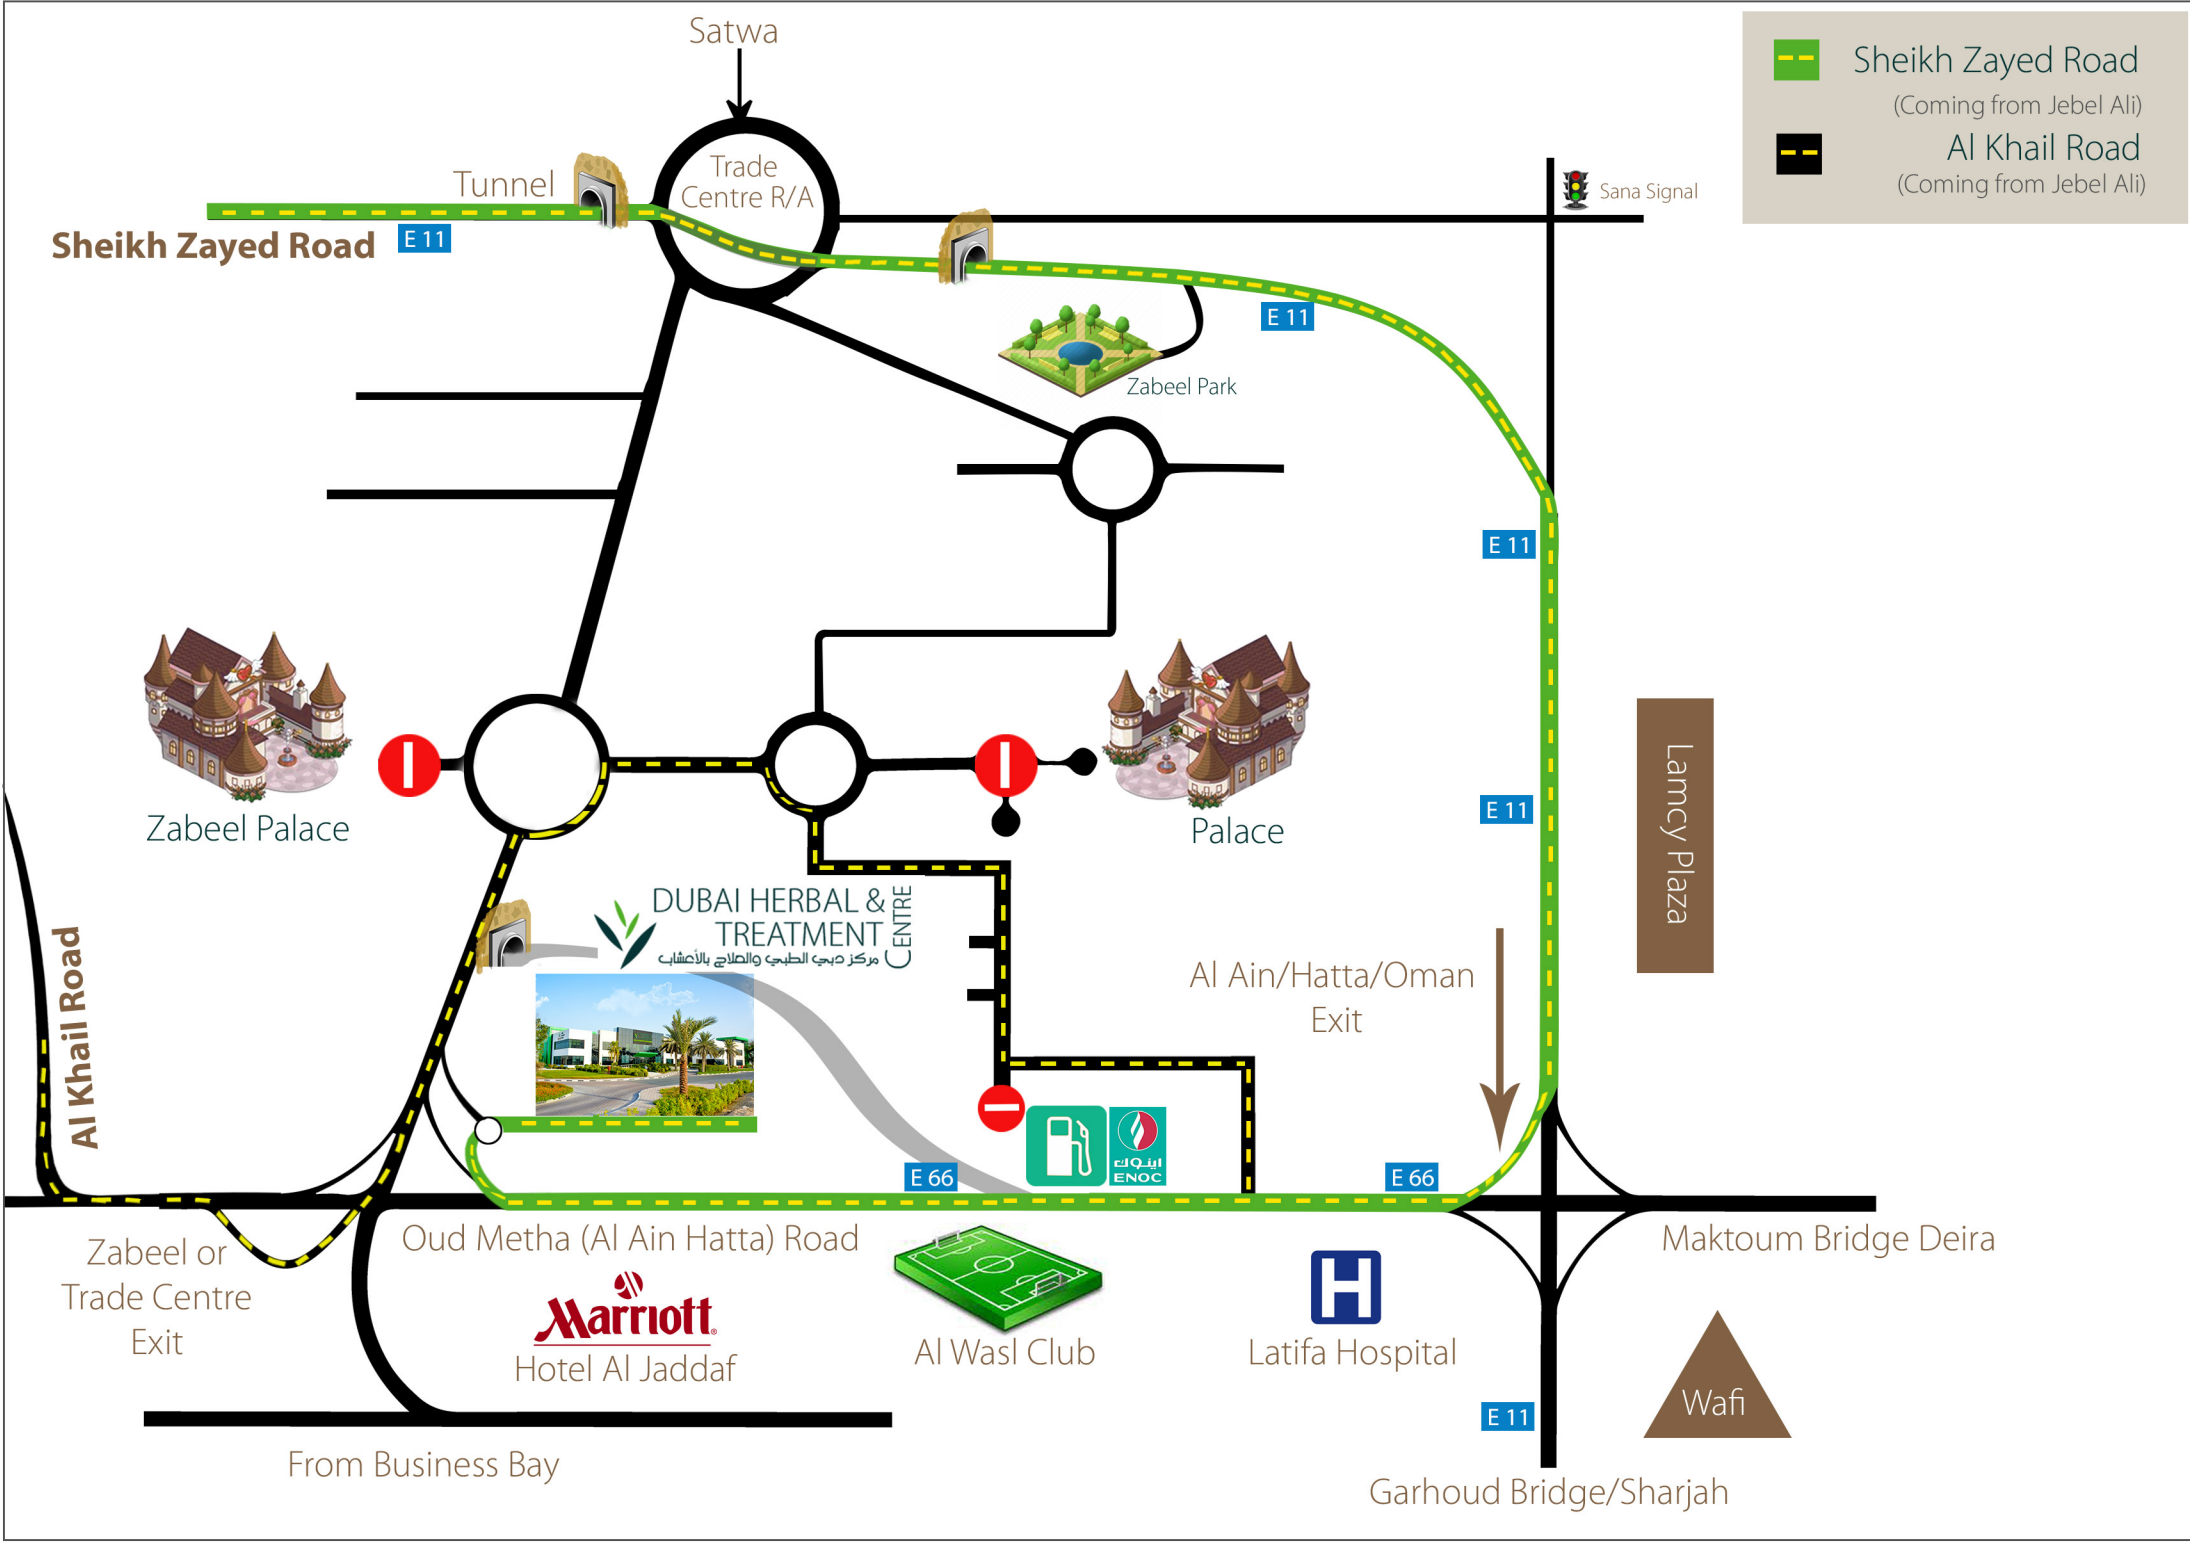 Satwa
Sheikh Zayed Road
(Coming from Jebel Ali)
Al Khail Road
(Coming from Jebel Ali)
Tunnel
Trade
Centre R/A
Sana Signal
Sheikh Zayed Road
E 11
E 11
Zabeel Park
E 11
Lamcy Plaza
E 11
Zabeel Palace
Palace
DUBAI HERBAL &
TREATMENT
CENTRE
مركز دبي الطبي والعلاج بالأعشاب
Al Khail Road
Al Ain/Hatta/Oman
Exit
اينوك
ENOC
E 66
E 66
Oud Metha (Al Ain Hatta) Road
Maktoum Bridge Deira
Zabeel or
Trade Centre
Exit
Marriott
Hotel Al Jaddaf
Al Wasl Club
H
Latifa Hospital
Wafi
E 11
From Business Bay
Garhoud Bridge/Sharjah